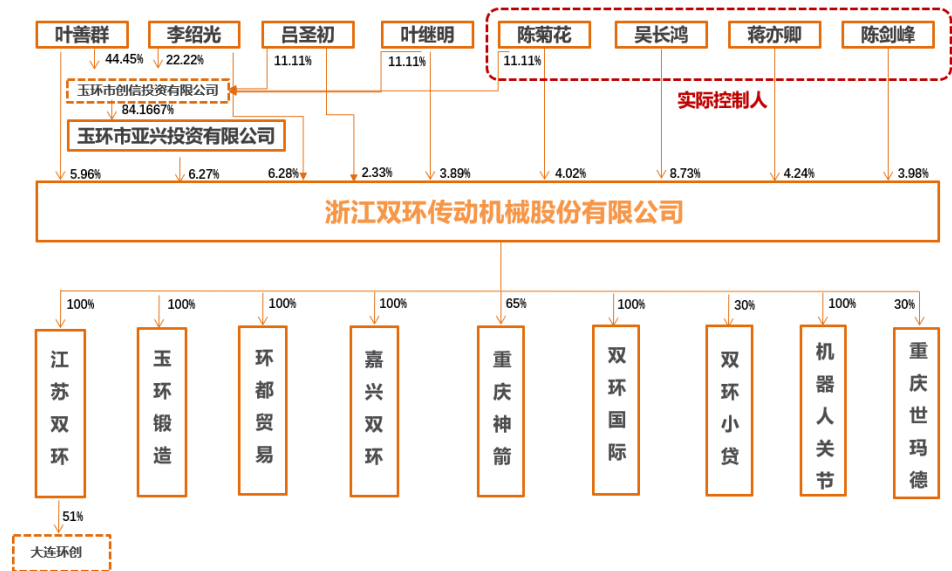 叶善群
李绍光
吕圣初
叶继明
陈菊花
吴长鸿
蒋亦卿
陈剑峰
44.45%
22.22%
11.11%
11.11%
11.11%
玉环市创信投资有限公司
实际控制人
84.1667%
玉环市亚兴投资有限公司
5.96%
6.27%
6.28%
2.33%
3.89%
4.02%
8.73%
4.24%
3.98%
浙江双环传动机械股份有限公司
100%
100%
100%
100%
65%
100%
30%
100%
30%
江苏双环
玉环锻造
环都贸易
嘉兴双环
重庆神箭
双环国际
双环小贷
机器人关节
重庆世玛德
51%
大连环创